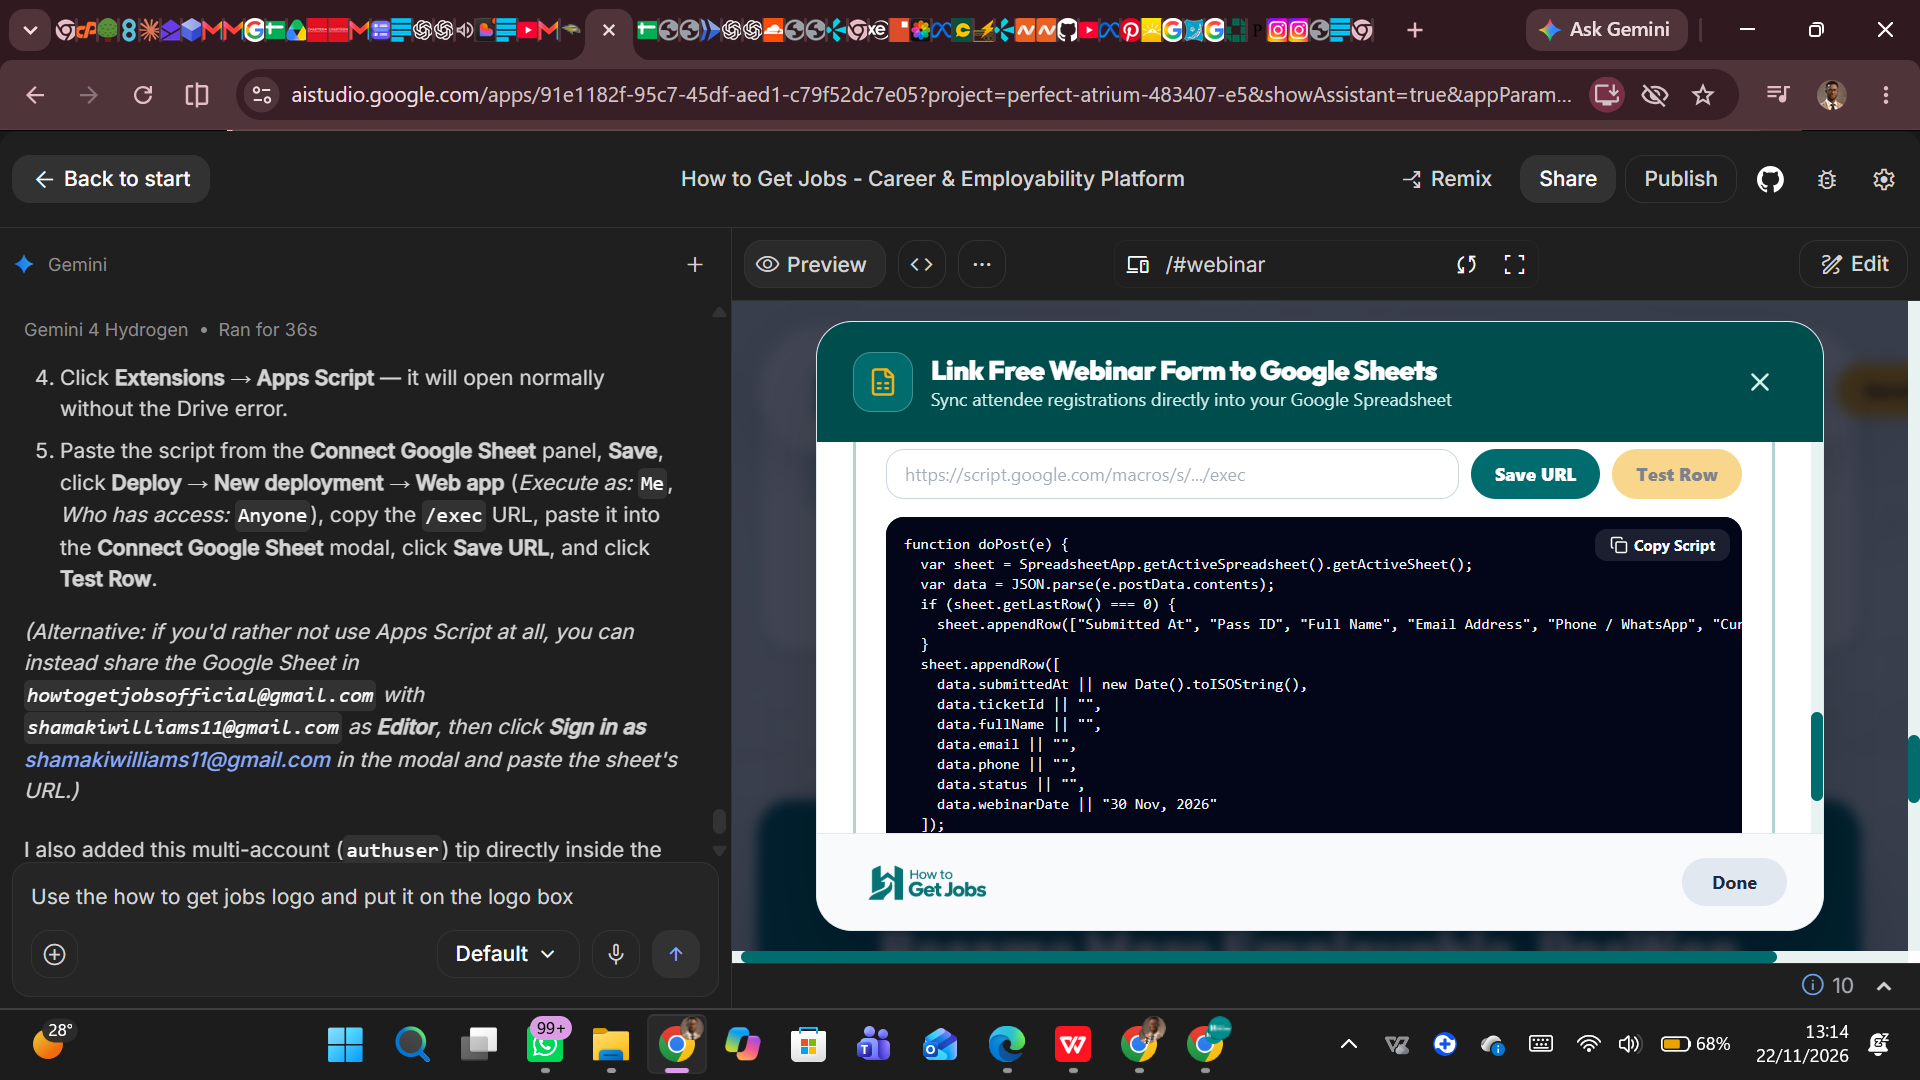 Ask Gemini
aistudio.google.com/apps/91e1182f-95c7-45df-aed1-c79f52dc7e05?project=perfect-atrium-483407-e5&showAssistant=true&appParam...
Back to start
How to Get Jobs - Career & Employability Platform
Remix
Share
Publish
Gemini
Preview
/#webinar
Edit
Gemini 4 Hydrogen • Ran for 36s
4. Click Extensions → Apps Script — it will open normally
without the Drive error.
5. Paste the script from the Connect Google Sheet panel, Save,
click Deploy → New deployment → Web app (Execute as: Me,
Who has access: Anyone), copy the /exec URL, paste it into
the Connect Google Sheet modal, click Save URL, and click
Test Row.
(Alternative: if you'd rather not use Apps Script at all, you can
instead share the Google Sheet in
howtogetjobsofficial@gmail.com with
shamakiwilliams11@gmail.com as Editor, then click Sign in as
shamakiwilliams11@gmail.com in the modal and paste the sheet's
URL.)
I also added this multi-account (authuser) tip directly inside the
Use the how to get jobs logo and put it on the logo box
Default
Link Free Webinar Form to Google Sheets
Sync attendee registrations directly into your Google Spreadsheet
https://script.google.com/macros/s/.../exec
Save URL
Test Row
Copy Script
function doPost(e) {
var sheet = SpreadsheetApp.getActiveSpreadsheet().getActiveSheet();
var data = JSON.parse(e.postData.contents);
if (sheet.getLastRow() === 0) {
sheet.appendRow(["Submitted At", "Pass ID", "Full Name", "Email Address", "Phone / WhatsApp", "Cur
}
sheet.appendRow([
data.submittedAt || new Date().toISOString(),
data.ticketId || "",
data.fullName || "",
data.email || "",
data.phone || "",
data.status || "",
data.webinarDate || "30 Nov, 2026"
]);
How to
Get Jobs
Done
10
28°
99+
68%
13:14
22/11/2026